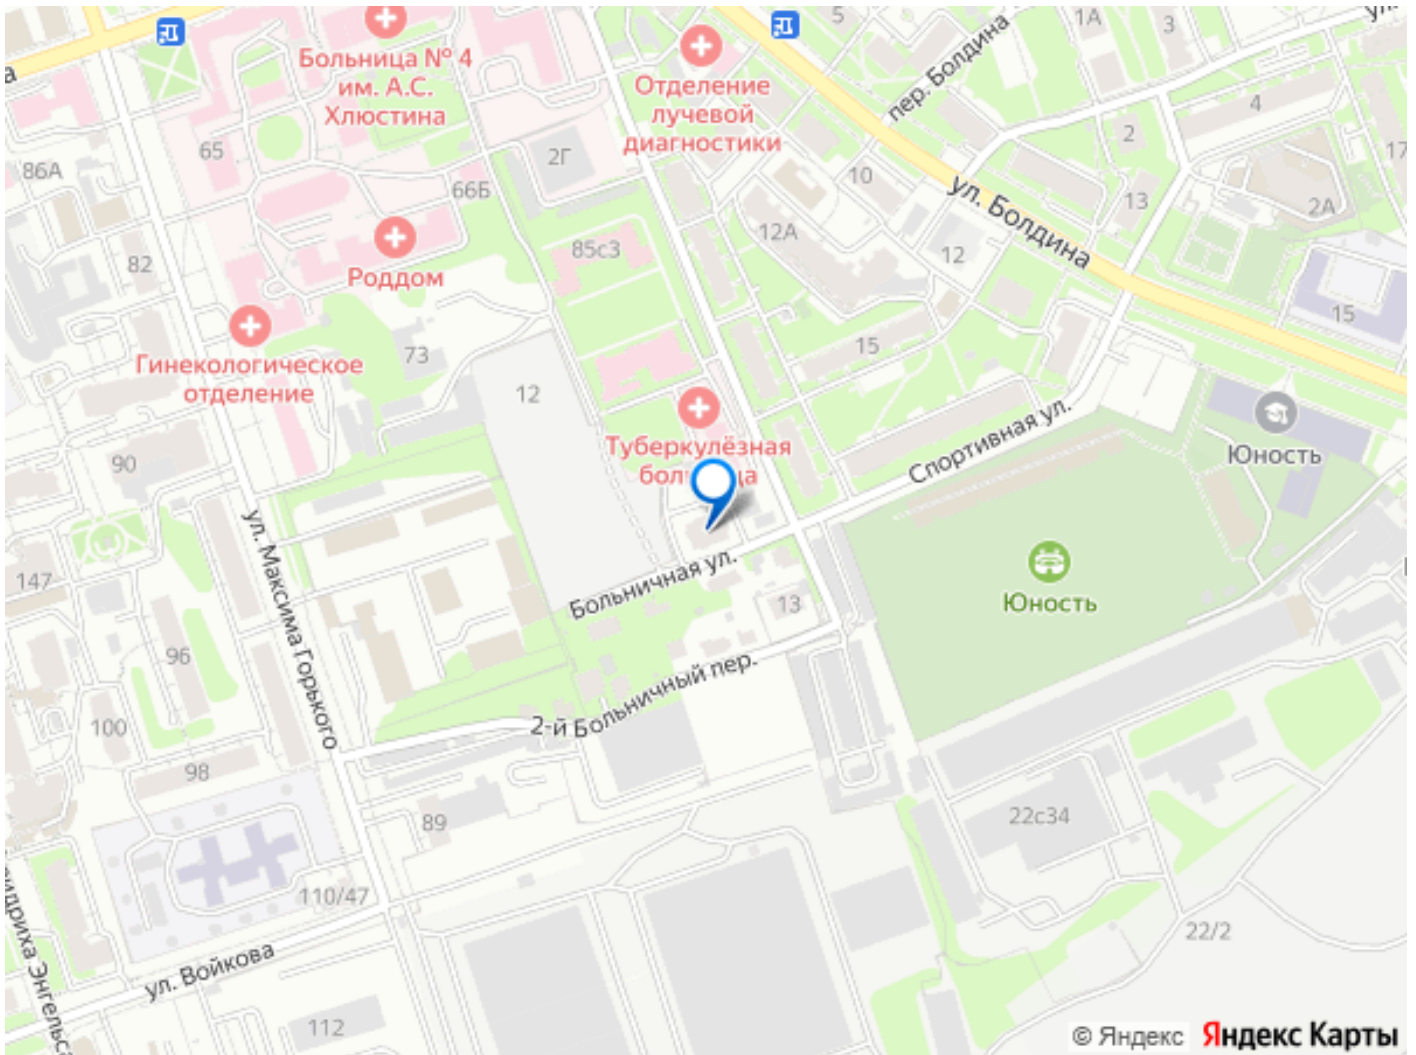 5
1А
3
Больница № 4
им. А.С.
Хлюстина
Отделение
лучевой
диагностики
пер. Болдина
4
2
17
65
86А
2Г
66Б
10
ул. Болдина
13
2А
12А
12
85с3
Роддом
82
15
15
Гинекологическое
отделение
73
12
Туберкулёзная
Спортивная ул.
Юность
90
ул. Максима Горького
147
Больничная ул.
13
Юность
96
2-й Больничный пер.
100
98
89
22с34
110/47
22/2
ул. Войкова
112
© Яндекс Яндекс Карты